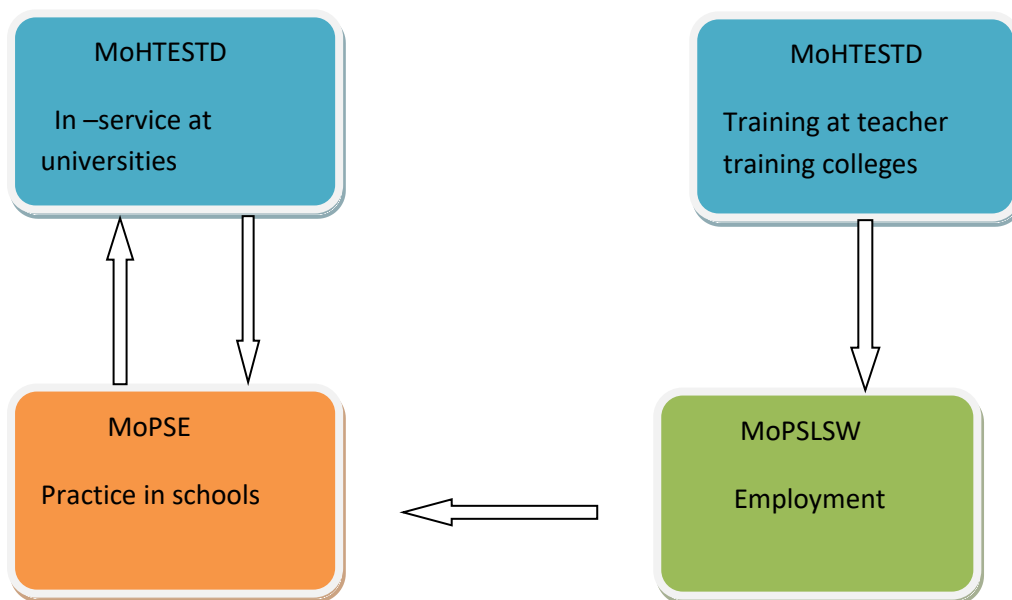 MoHTESTD
In –service at
universities
MoHTESTD
Training at teacher
training colleges
MoPSE
Practice in schools
MoPSLSW
Employment